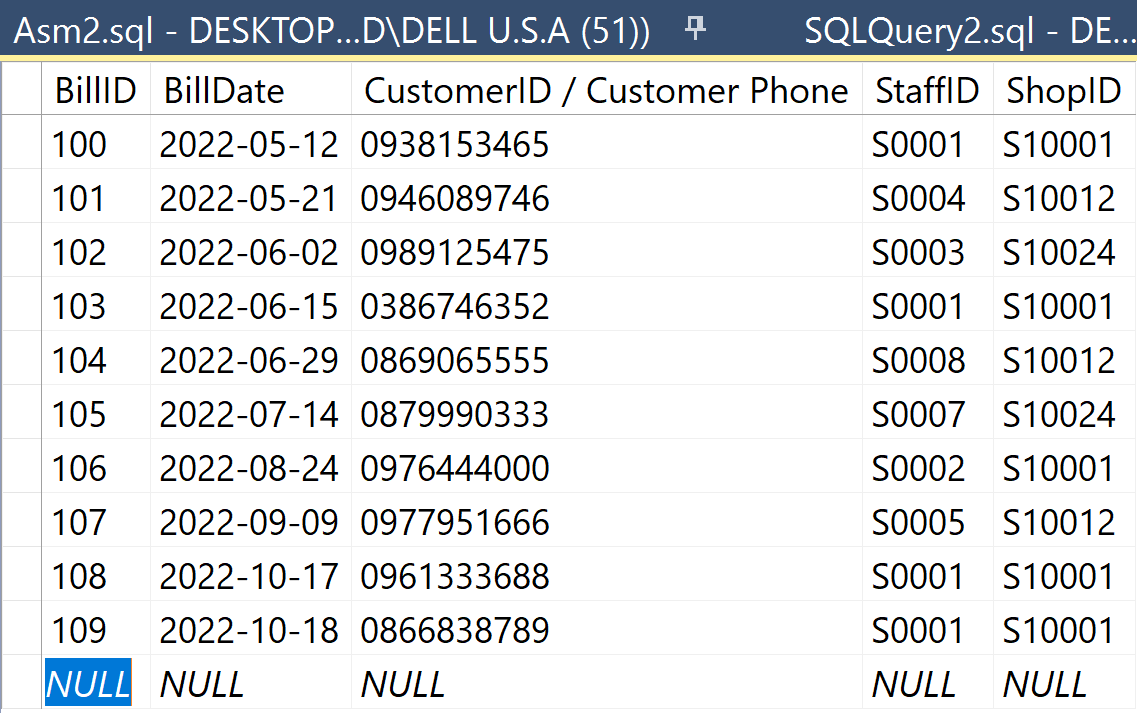 Asm2.sql - DESKTOP...D\DELL U.S.A (51)) SQLQuery2.sql - DE...
BillID BillDate CustomerID / Customer Phone StaffID ShopID
100 2022-05-12 0938153465 S0001 S10001
101 2022-05-21 0946089746 S0004 S10012
102 2022-06-02 0989125475 S0003 S10024
103 2022-06-15 0386746352 S0001 S10001
104 2022-06-29 0869065555 S0008 S10012
105 2022-07-14 0879990333 S0007 S10024
106 2022-08-24 0976444000 S0002 S10001
107 2022-09-09 0977951666 S0005 S10012
108 2022-10-17 0961333688 S0001 S10001
109 2022-10-18 0866838789 S0001 S10001
NULL NULL NULL NULL NULL